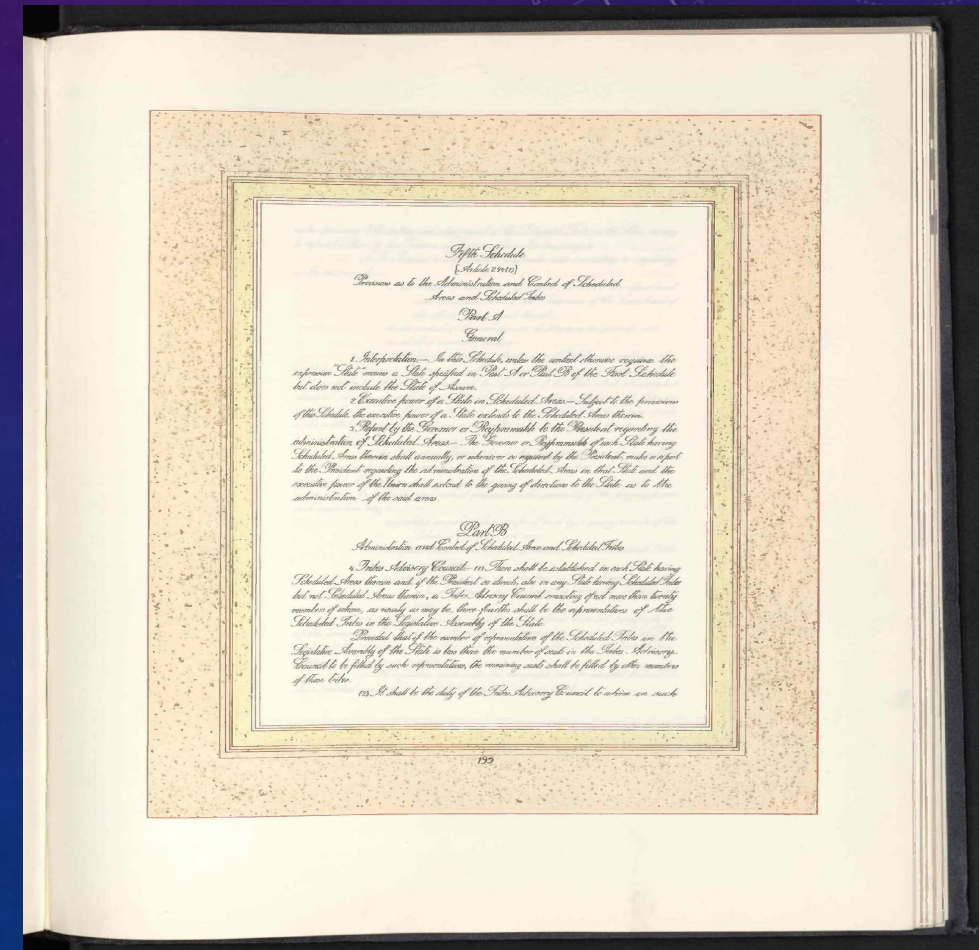 Fifth Schedule
[Article 244(1)]
Provisions as to the Administration and Control of Scheduled
Areas and Scheduled Tribes
Part A
General
1. Interpretation.— In this Schedule, unless the context otherwise requires, the
expression "State" means a State specified in Part A or Part B of the First Schedule
but does not include the State of Assam.
2. Executive power of a State in Scheduled Areas.— Subject to the provisions
of this Schedule, the executive power of a State extends to the Scheduled Areas therein.
3. Report by the Governor or Rajpramukh to the President regarding the
administration of Scheduled Areas.— The Governor or Rajpramukh of each State having
Scheduled Areas therein shall annually, or whenever so required by the President, make a report
to the President regarding the administration of the Scheduled Areas in that State and the
executive power of the Union shall extend to the giving of directions to the State as to the
administration of the said areas.
Part B
Administration and Control of Scheduled Areas and Scheduled Tribes
4. Tribes Advisory Council.— (1). There shall be established in each State having
Scheduled Areas therein and, if the President so directs, also in any State having Scheduled Tribes
but not Scheduled Areas therein, a Tribes Advisory Council consisting of not more than twenty
members of whom, as nearly as may be, three-fourths shall be the representatives of the
Scheduled Tribes in the Legislative Assembly of the State:
Provided that if the number of representatives of the Scheduled Tribes in the
Legislative Assembly of the State is less than the number of seats in the Tribes Advisory
Council to be filled by such representatives, the remaining seats shall be filled by other members
of those tribes.
(2). It shall be the duty of the Tribes Advisory Council to advise on such
195